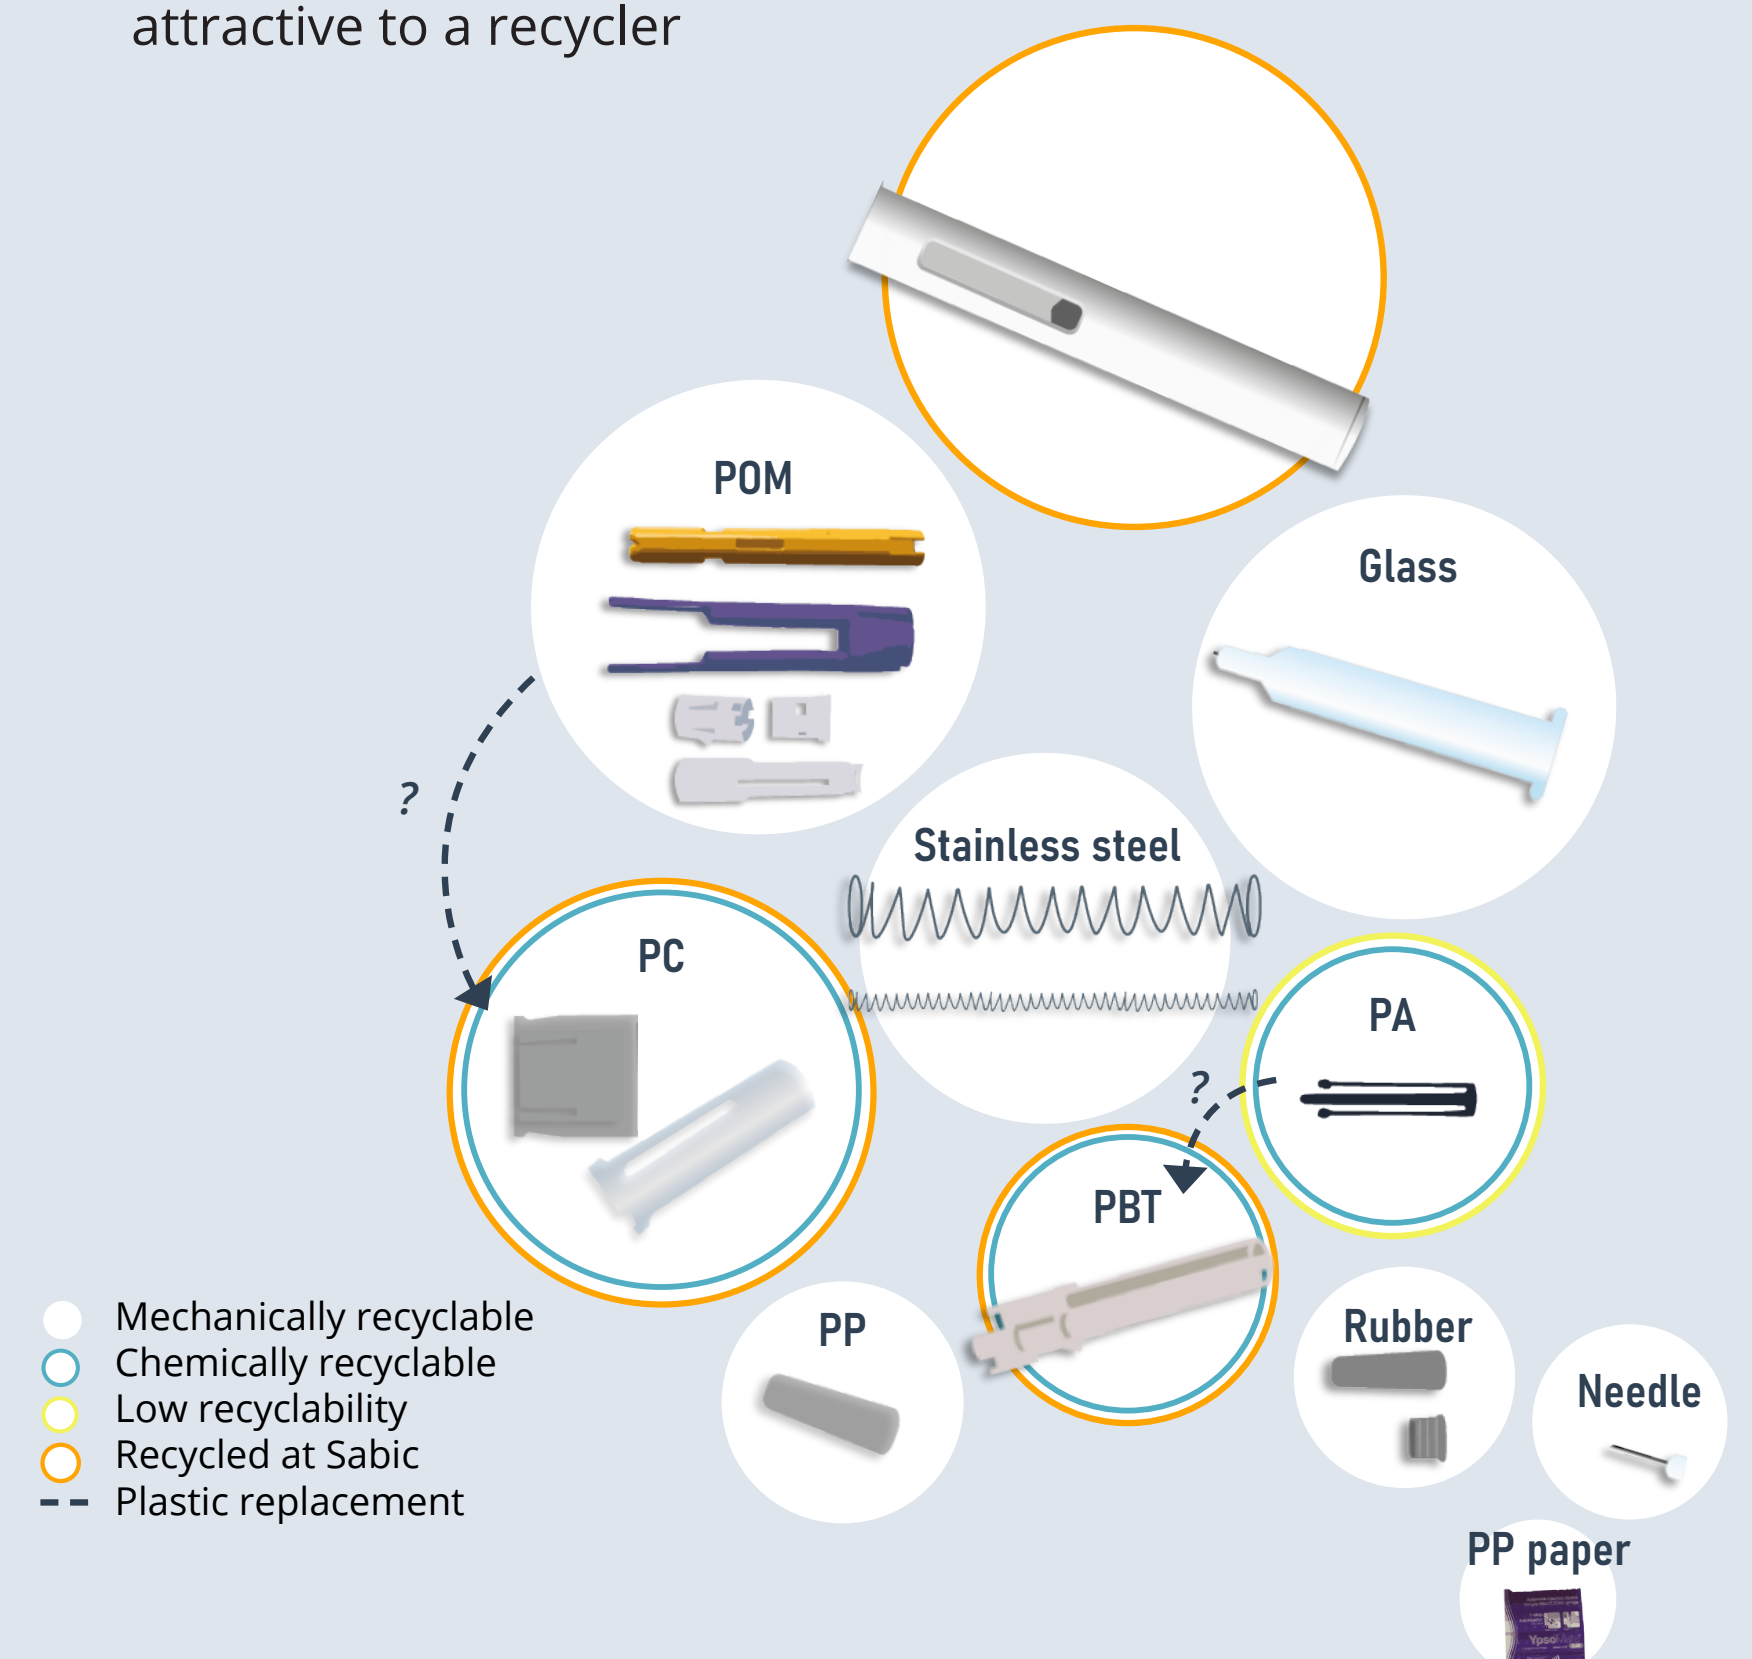 attractive to a recycler
POM
Glass
?
Stainless steel
PC
PA
?
PBT
Mechanically recyclable
Chemically recyclable
Low recyclability
Recycled at Sabic
Plastic replacement
PP
Rubber
Needle
PP paper